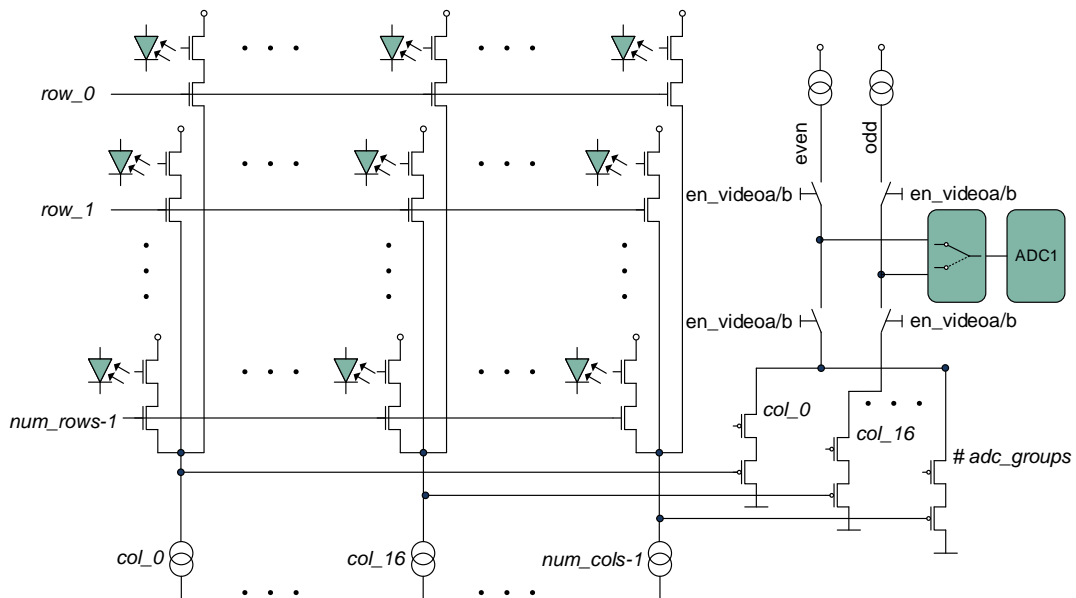 row_0
even
odd
en_videoa/b
en_videoa/b
row_1
ADC1
en_videoa/b
en_videoa/b
num_rows-1
col_0
col_16
# adc_groups
col_0
col_16
num_cols-1